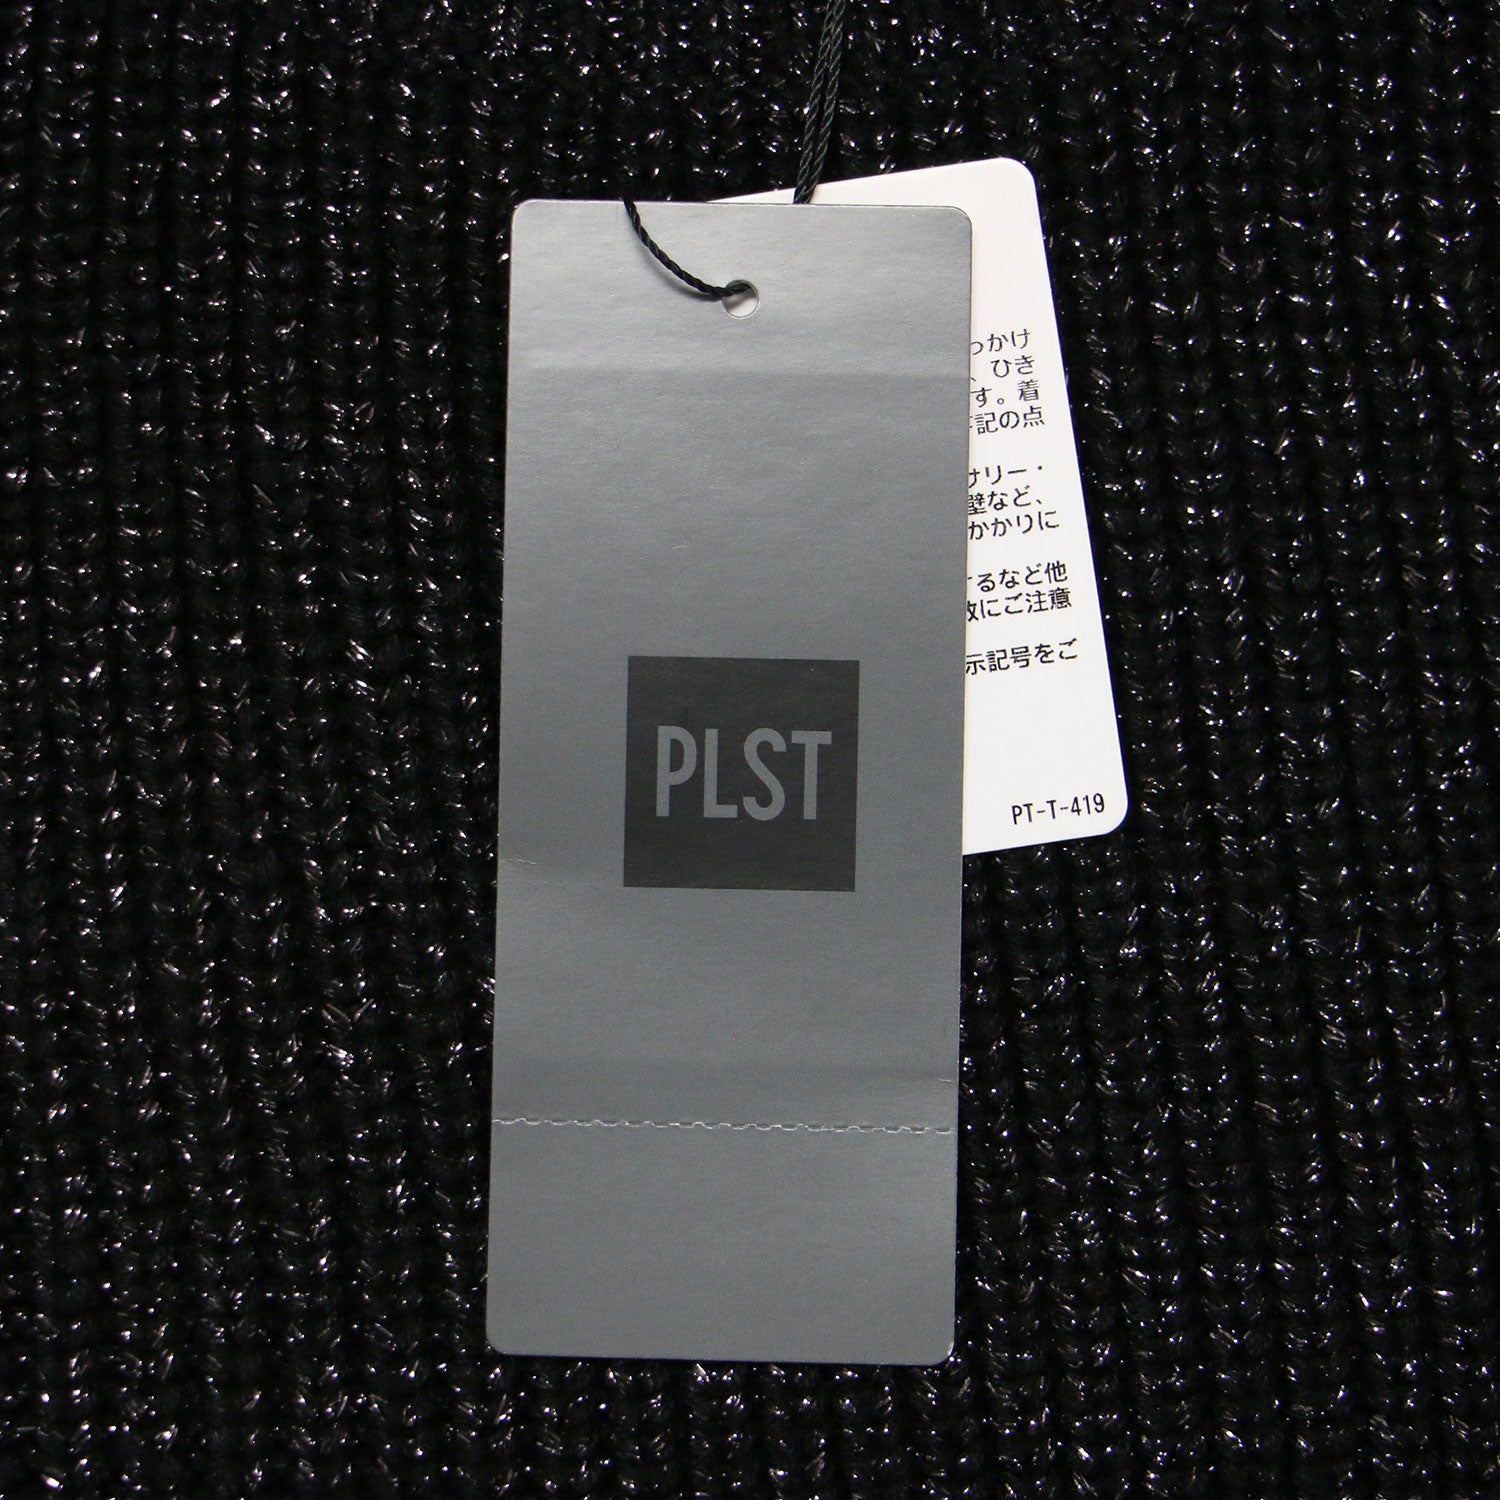 PLST
っかけ
、ひき
す。着
記の点
サリー・
壁など、
かかりに
るなど他
にご注意
示記号をご
PT-T-419